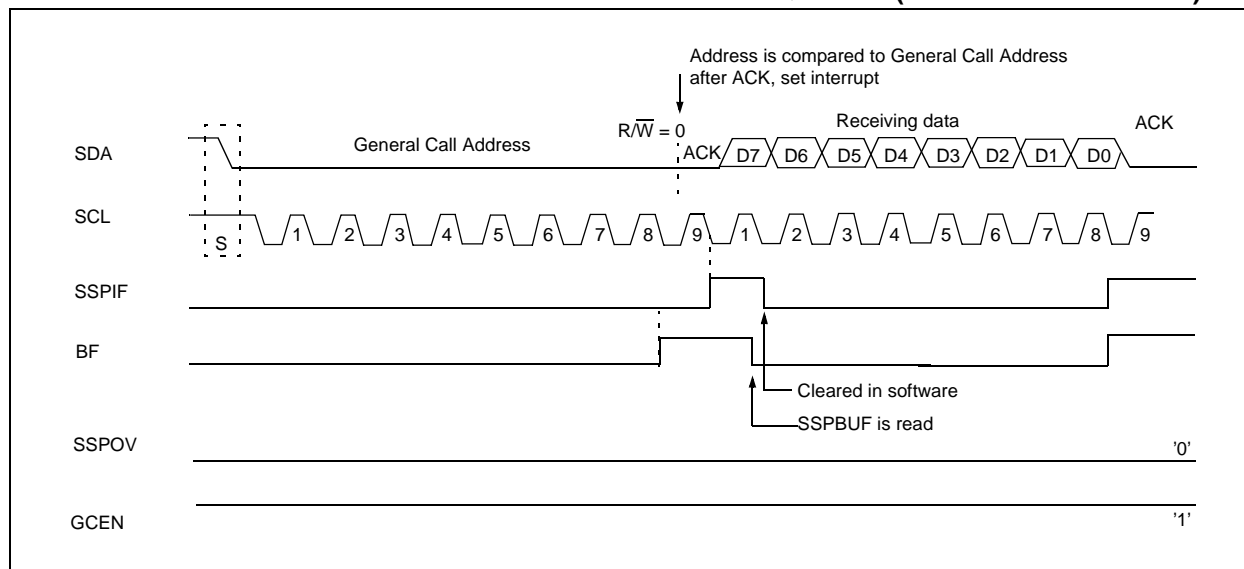 Address is compared to General Call Address
after ACK, set interrupt
R/W = 0
Receiving data
ACK
SDA
General Call Address
ACK
D7 D6 D5 D4 D3 D2 D1 D0
SCL
S
1 2 3 4 5 6 7 8 9 1 2 3 4 5 6 7 8 9
SSPIF
BF
Cleared in software
SSPBUF is read
SSPOV
'0'
GCEN
'1'